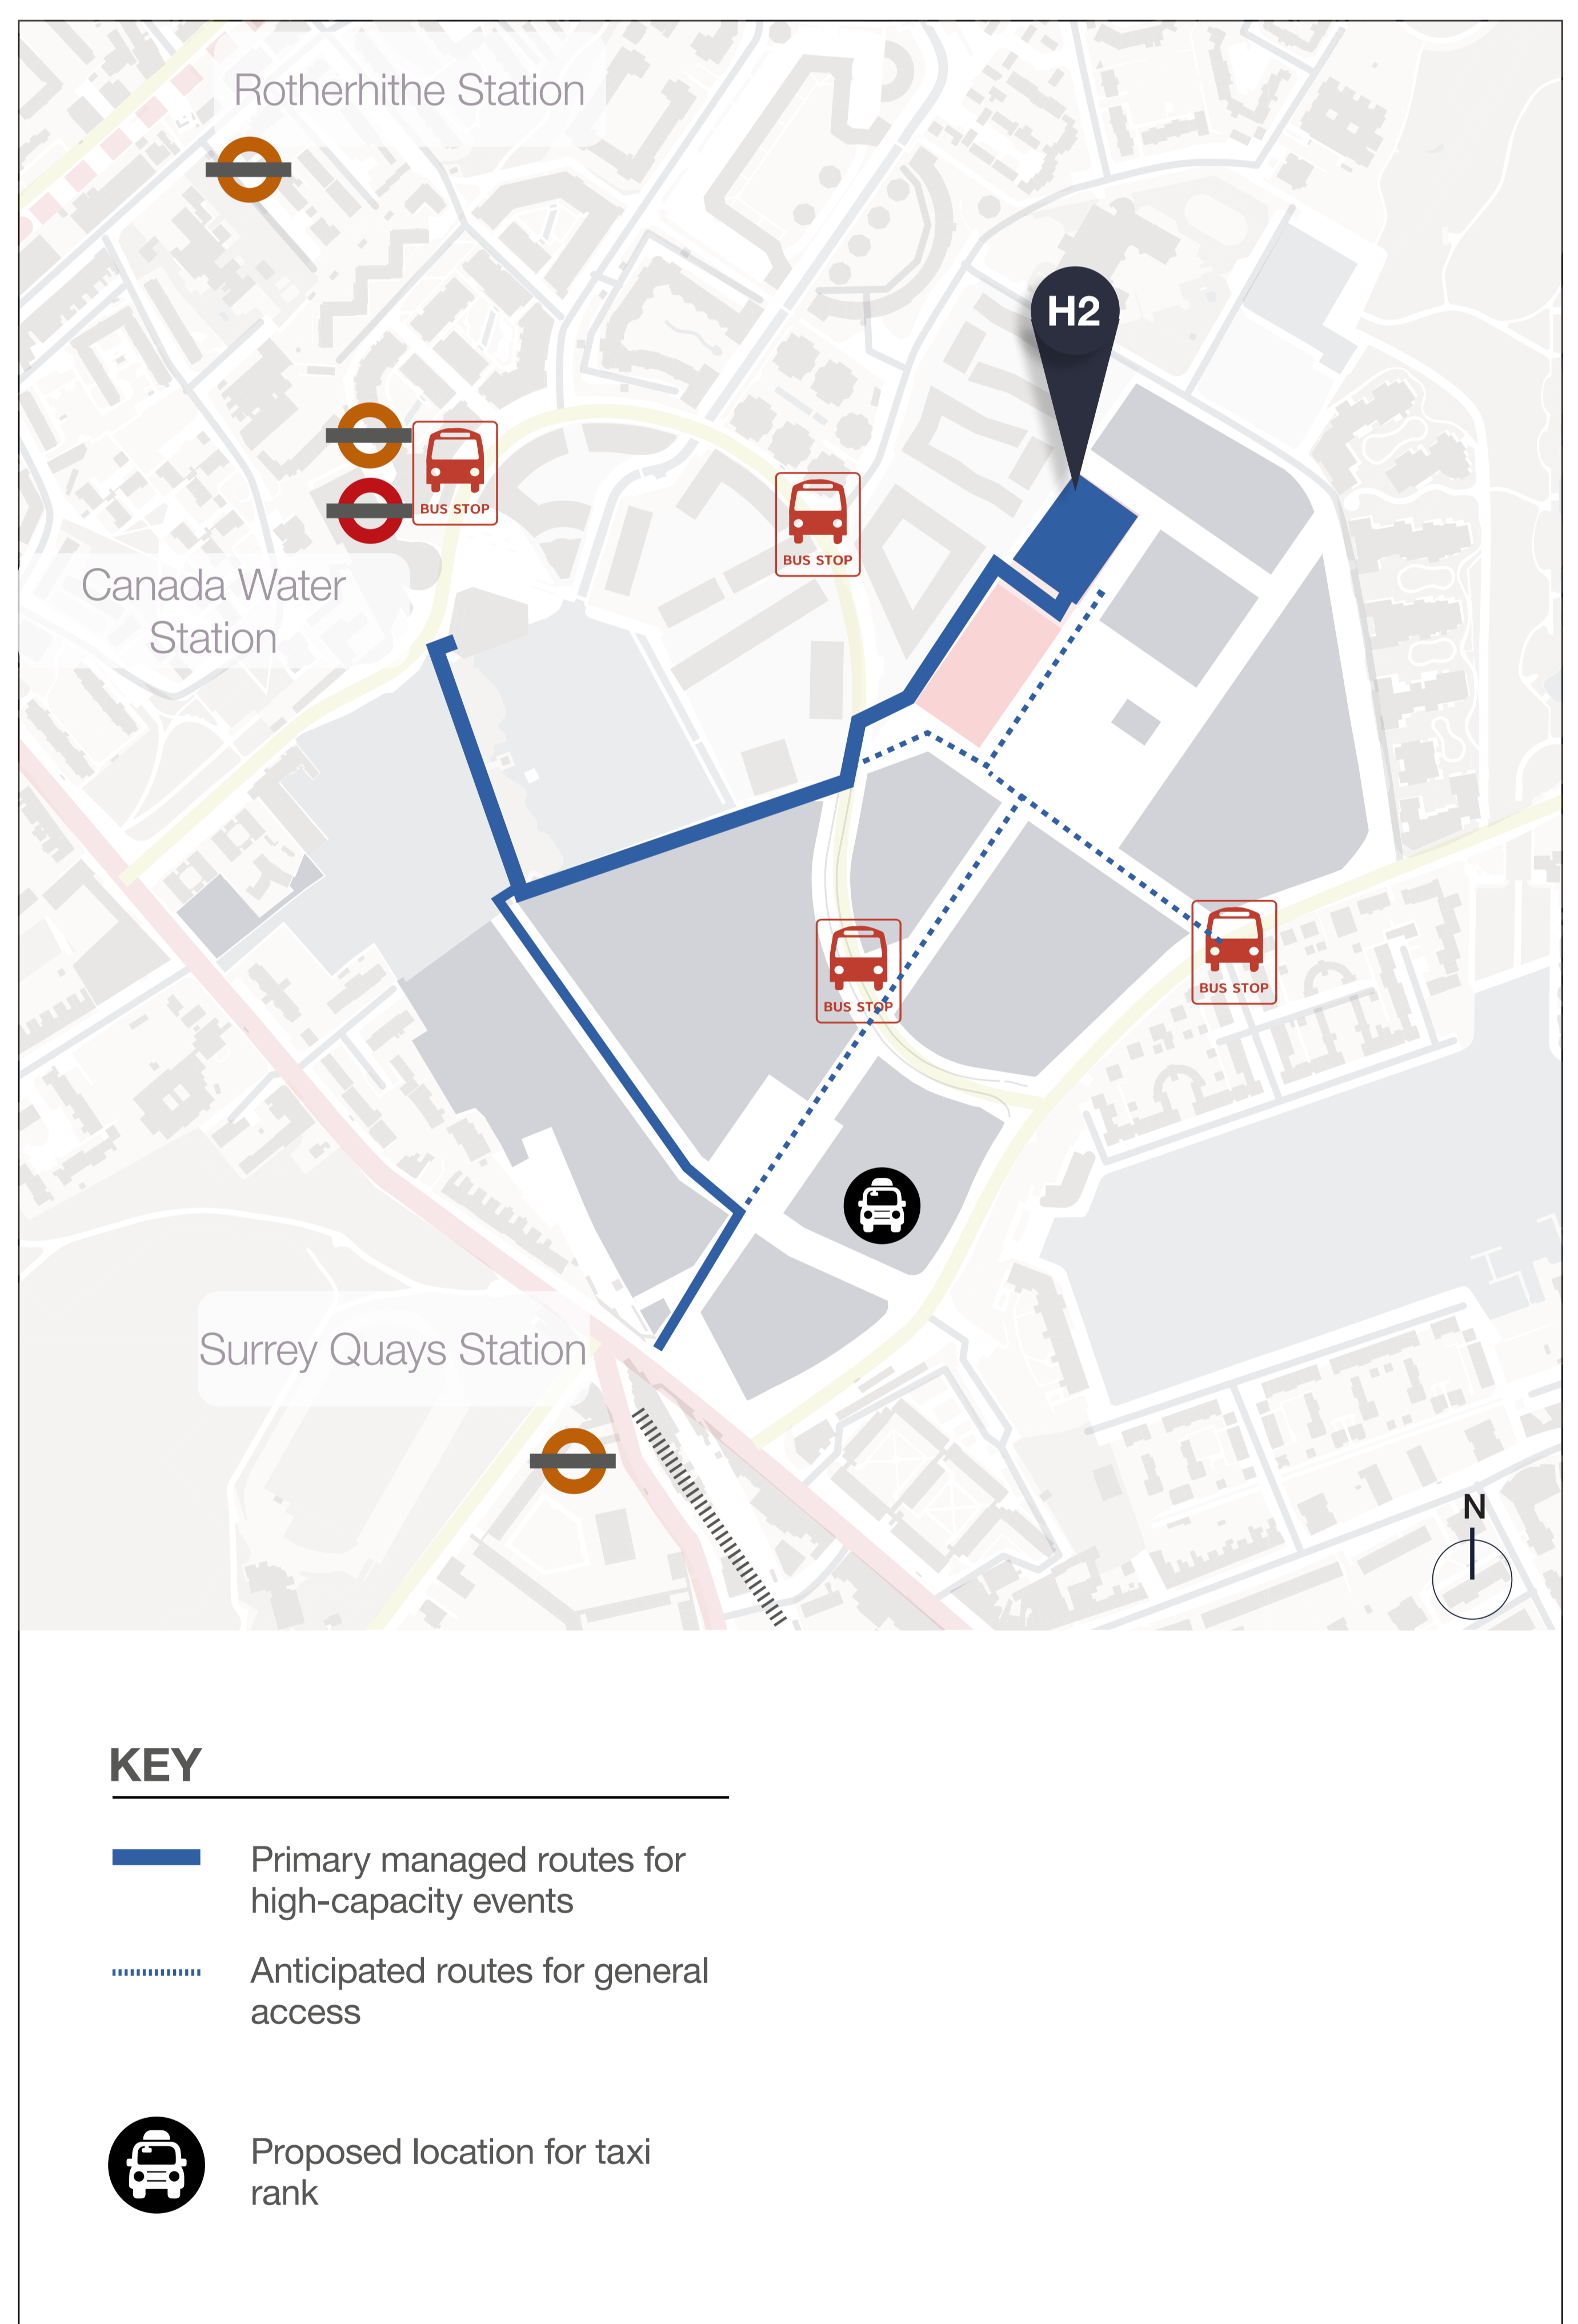 Rotherhithe Station
H2
BUS STOP
BUS STOP
Canada Water
Station
BUS STOP
BUS STOP
Surrey Quays Station
N
KEY
Primary managed routes for
high-capacity events
Anticipated routes for general
access
Proposed location for taxi
rank